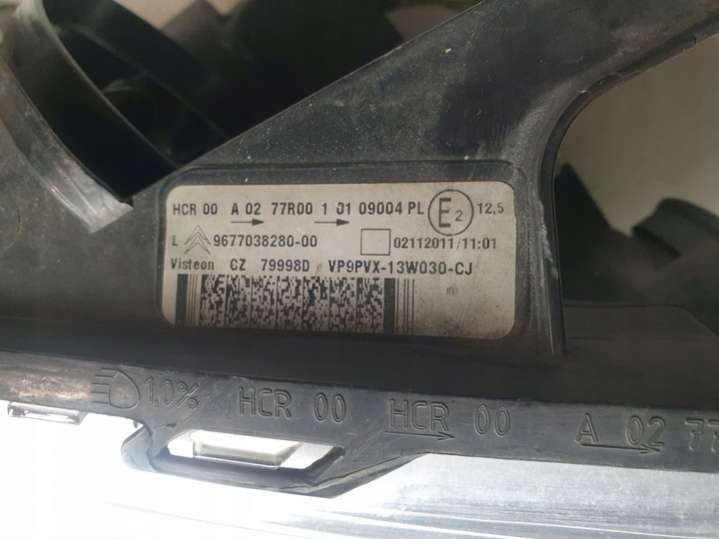 HCR 00 A 02 77R00 1 01 09004 PL E2 12,5
L 9677038280-00 02112011/11:01
Visteon CZ 79998D VP9PVX-13W030-CJ
1.0% HCR 00 HCR 00 A 02 77